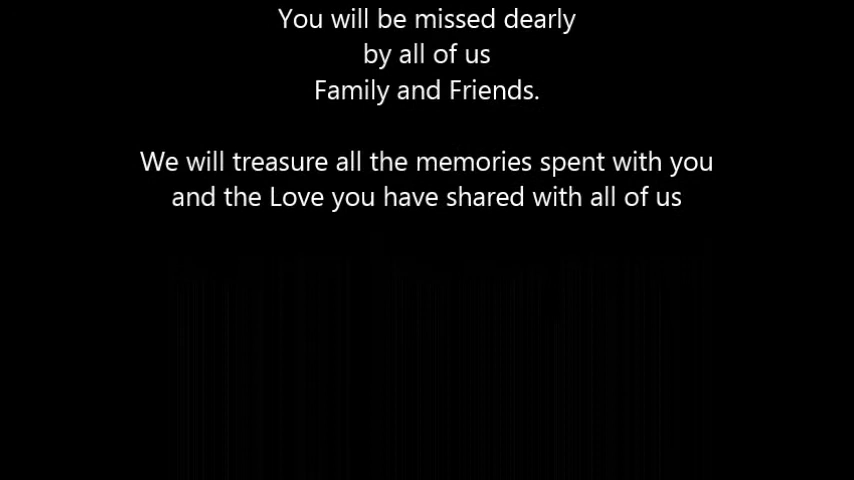 You will be missed dearly
by all of us
Family and Friends.
We will treasure all the memories spent with you
and the Love you have shared with all of us